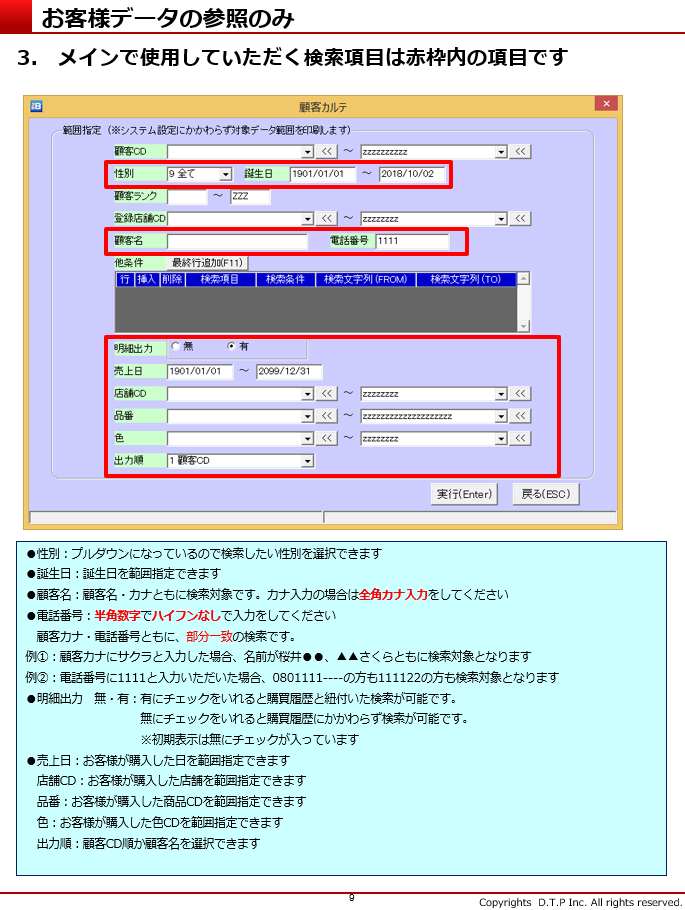 お客様データの参照のみ
3. メインで使用していただく検索項目は赤枠内の項目です
顧客カルテ
範囲指定（※システム設定にかかわらず対象データ範囲を印刷します）
顧客CD << ～ zzzzzzzzzz <<
性別 9 全て 誕生日 1901/01/01 ～ 2018/10/02
顧客ランク ～ ZZZ
登録店舗CD << ～ zzzzzzzz <<
顧客名 電話番号 1111
他条件 最終行追加(F11)
行 挿入 削除 検索項目 検索条件 検索文字列(FROM) 検索文字列(TO)
明細出力 無 有
売上日 1901/01/01 ～ 2099/12/31
店舗CD << ～ zzzzzzzz <<
品番 << ～ zzzzzzzzzzzzzzzzzzzz <<
色 << ～ zzzzzzzz <<
出力順 1 顧客CD
実行(Enter) 戻る(ESC)
●性別：プルダウンになっているので検索したい性別を選択できます
●誕生日：誕生日を範囲指定できます
●顧客名：顧客名・カナともに検索対象です。カナ入力の場合は全角カナ入力をしてください
●電話番号：半角数字でハイフンなしで入力をしてください
顧客カナ・電話番号ともに、部分一致の検索です。
例①：顧客カナにサクラと入力した場合、名前が桜井●●、▲▲さくらともに検索対象となります
例②：電話番号に1111と入力いただいた場合、0801111----の方も111122の方も検索対象となります
●明細出力　無・有：有にチェックをいれると購買履歴と紐付いた検索が可能です。
無にチェックをいれると購買履歴にかかわらず検索が可能です。
※初期表示は無にチェックが入っています
●売上日：お客様が購入した日を範囲指定できます
店舗CD：お客様が購入した店舗を範囲指定できます
品番：お客様が購入した商品CDを範囲指定できます
色：お客様が購入した色CDを範囲指定できます
出力順：顧客CD順か顧客名を選択できます
9
Copyrights D.T.P Inc. All rights reserved.